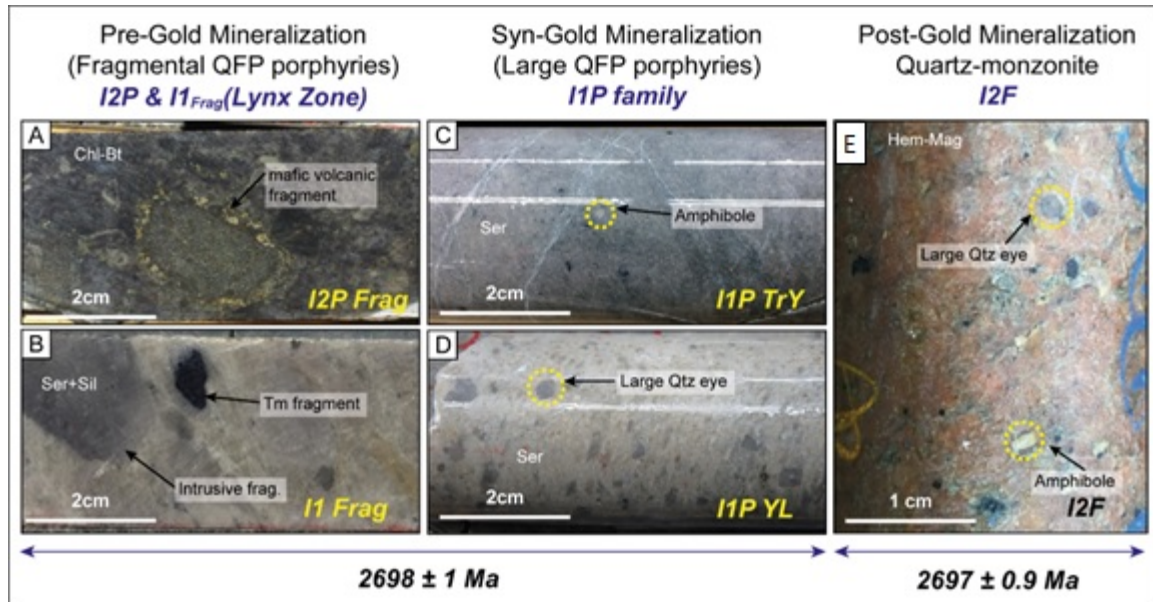 Pre-Gold Mineralization
(Fragmental QFP porphyries)
I2P & I1Frag(Lynx Zone)
Syn-Gold Mineralization
(Large QFP porphyries)
I1P family
Post-Gold Mineralization
Quartz-monzonite
I2F
A
Chl-Bt
mafic volcanic
fragment
2cm
I2P Frag
B
Ser+Sil
Tm fragment
Intrusive frag.
2cm
I1 Frag
C
Amphibole
Ser
2cm
I1P TrY
D
Large Qtz eye
Ser
2cm
I1P YL
E
Hem-Mag
Large Qtz eye
Amphibole
1 cm
I2F
2698 ± 1 Ma
2697 ± 0.9 Ma